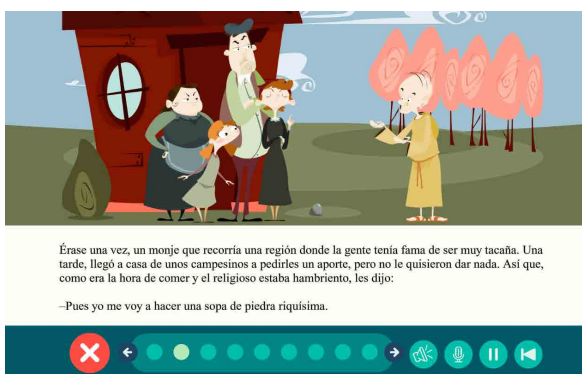 Érase una vez, un monje que recorría una región donde la gente tenía fama de ser muy tacaña. Una
tarde, llegó a casa de unos campesinos a pedirles un aporte, pero no le quisieron dar nada. Así que,
como era la hora de comer y el religioso estaba hambriento, les dijo:
–Pues yo me voy a hacer una sopa de piedra riquísima.